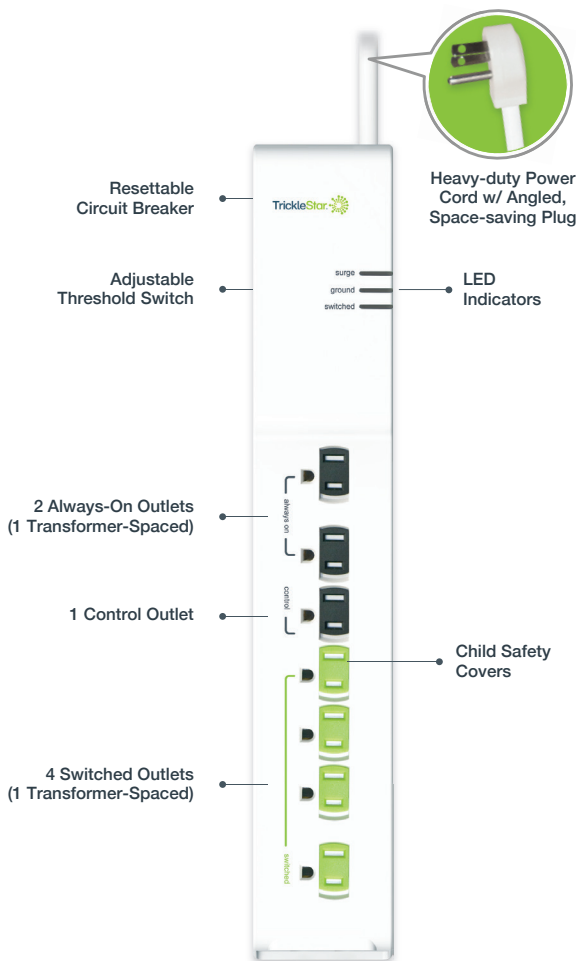 Heavy-duty Power
Cord w/ Angled,
Space-saving Plug
Resettable
Circuit Breaker
TrickleStar
Adjustable
Threshold Switch
surge
ground
switched
LED
Indicators
2 Always-On Outlets
(1 Transformer-Spaced)
always on
1 Control Outlet
control
Child Safety
Covers
4 Switched Outlets
(1 Transformer-Spaced)
switched